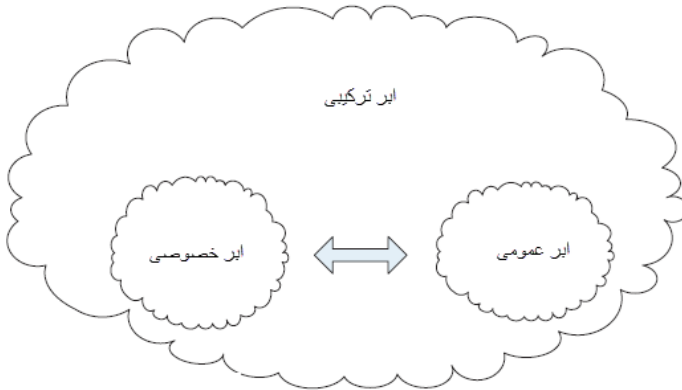 ابر ترکیبی
ابر عمومی
ابر خصوصی